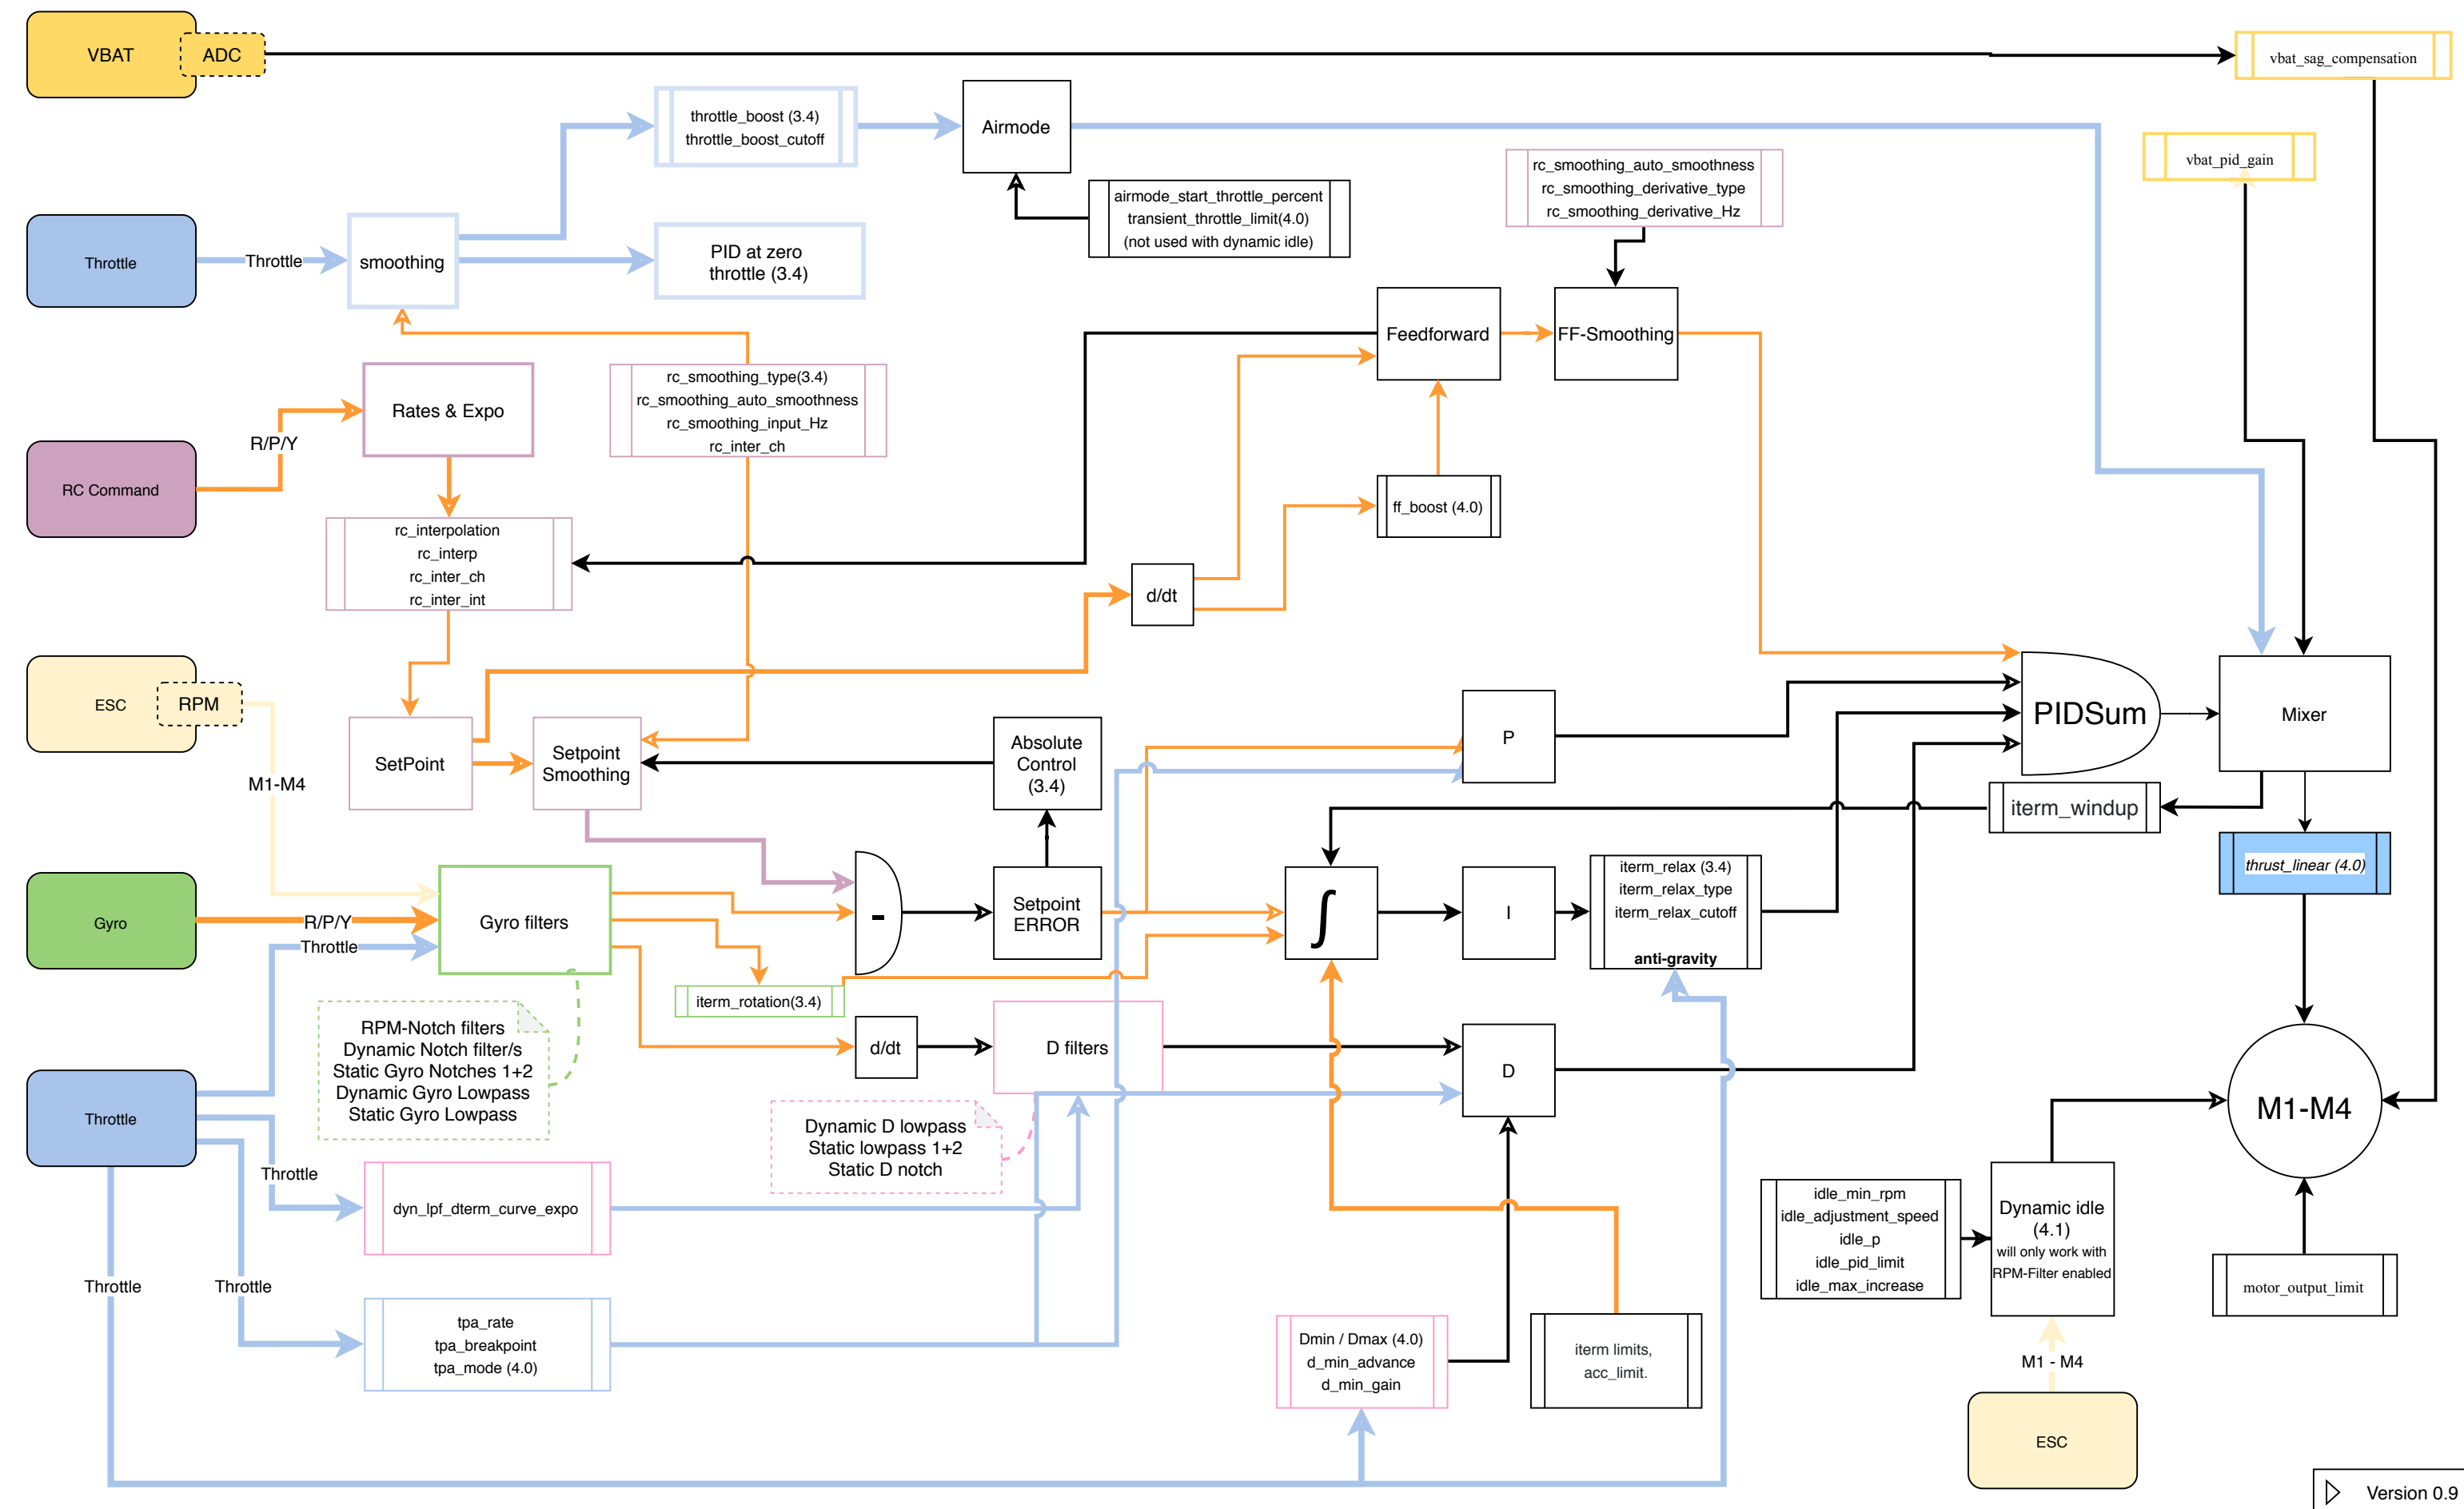 VBAT
ADC
vbat_sag_compensation
throttle_boost (3.4)
throttle_boost_cutoff
Airmode
vbat_pid_gain
rc_smoothing_auto_smoothness
rc_smoothing_derivative_type
rc_smoothing_derivative_Hz
airmode_start_throttle_percent
transient_throttle_limit(4.0)
(not used with dynamic idle)
Throttle
Throttle
smoothing
PID at zero
throttle (3.4)
Feedforward
FF-Smoothing
rc_smoothing_type(3.4)
rc_smoothing_auto_smoothness
rc_smoothing_input_Hz
rc_inter_ch
Rates & Expo
R/P/Y
RC Command
ff_boost (4.0)
rc_interpolation
rc_interp
rc_inter_ch
rc_inter_int
d/dt
ESC
RPM
M1-M4
SetPoint
Setpoint
Smoothing
Absolute
Control
(3.4)
P
PIDSum
Mixer
iterm_windup
thrust_linear (4.0)
Gyro
R/P/Y
Throttle
Gyro filters
-
Setpoint
ERROR
∫
I
iterm_relax (3.4)
iterm_relax_type
iterm_relax_cutoff
anti-gravity
iterm_rotation(3.4)
RPM-Notch filters
Dynamic Notch filter/s
Static Gyro Notches 1+2
Dynamic Gyro Lowpass
Static Gyro Lowpass
d/dt
D filters
D
M1-M4
Throttle
Dynamic D lowpass
Static lowpass 1+2
Static D notch
Throttle
dyn_lpf_dterm_curve_expo
idle_min_rpm
idle_adjustment_speed
idle_p
idle_pid_limit
idle_max_increase
Dynamic idle
(4.1)
will only work with
RPM-Filter enabled
motor_output_limit
Throttle
Throttle
tpa_rate
tpa_breakpoint
tpa_mode (4.0)
Dmin / Dmax (4.0)
d_min_advance
d_min_gain
iterm limits,
acc_limit.
M1 - M4
ESC
Version 0.9